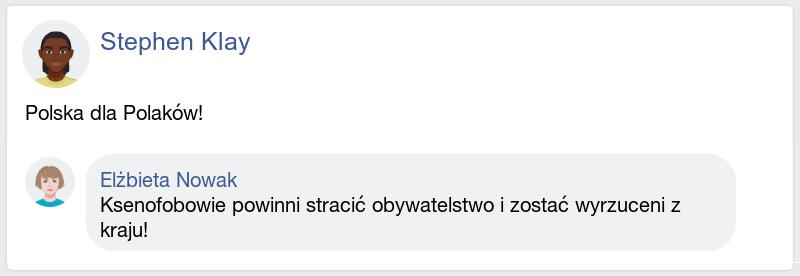 Stephen Klay
Polska dla Polaków!
Elżbieta Nowak
Ksenofobowie powinni stracić obywatelstwo i zostać wyrzuceni z
kraju!